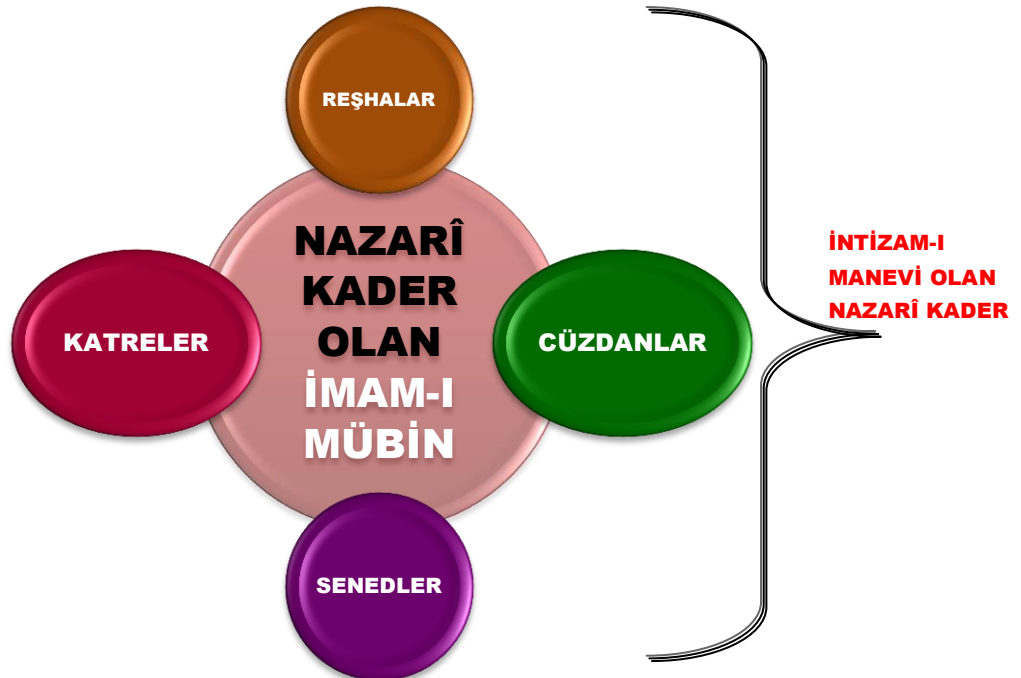 REŞHALAR
NAZARÎ
KADER
OLAN
İMAM-I
MÜBİN
KATRELER
CÜZDANLAR
SENEDLER
İNTİZAM-I
MANEVİ OLAN
NAZARÎ KADER